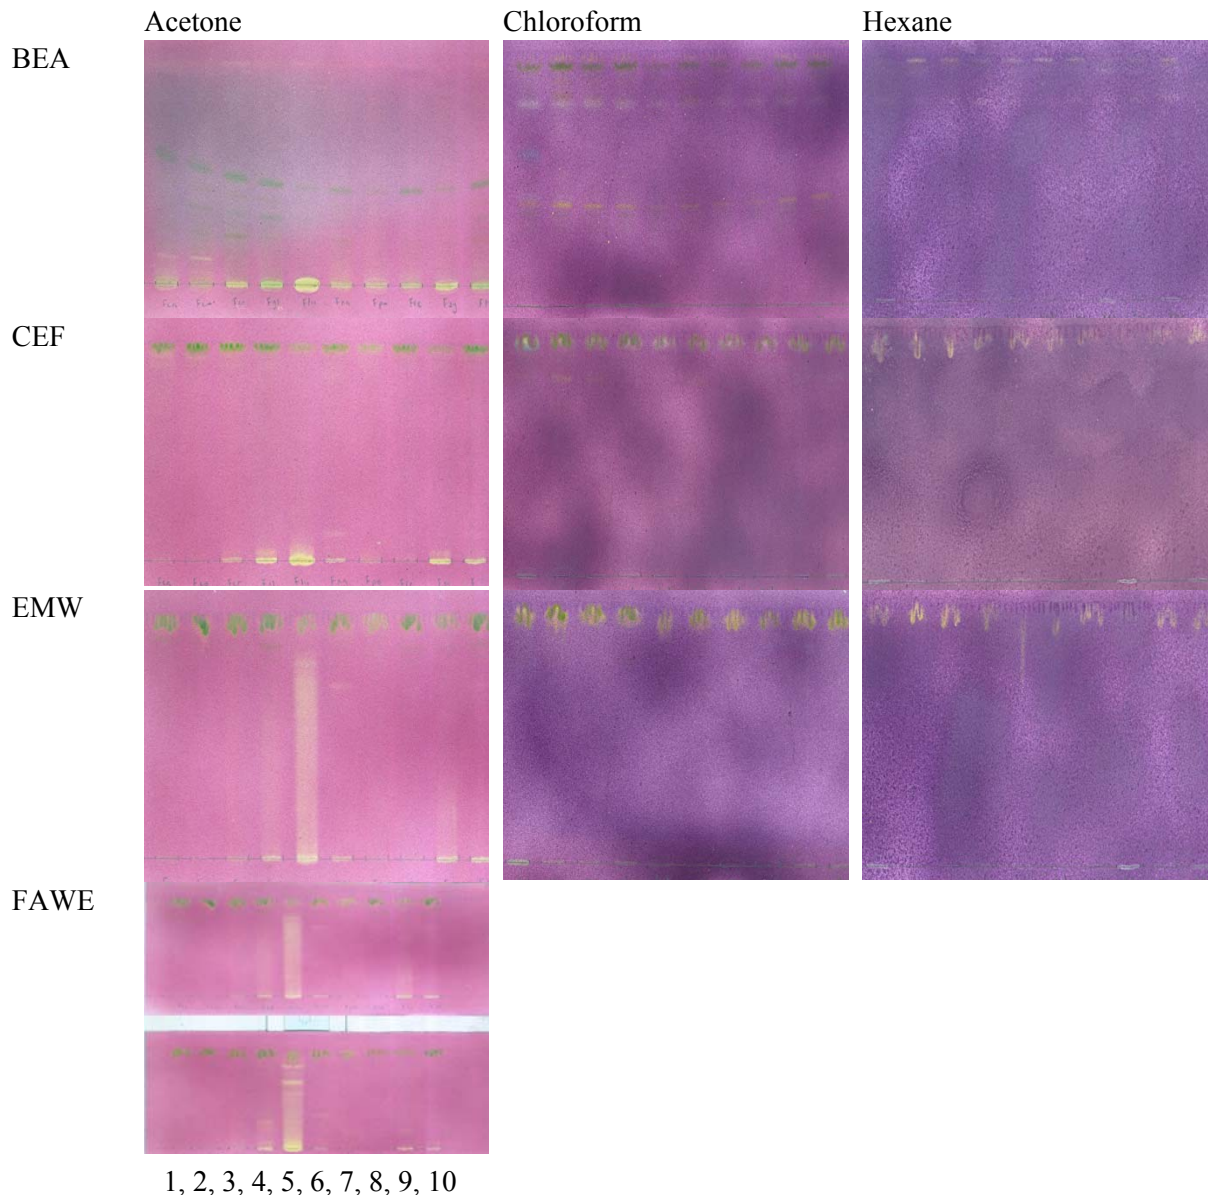 Acetone Chloroform Hexane
BEA
CEF
EMW
FAWE
1, 2, 3, 4, 5, 6, 7, 8, 9, 10